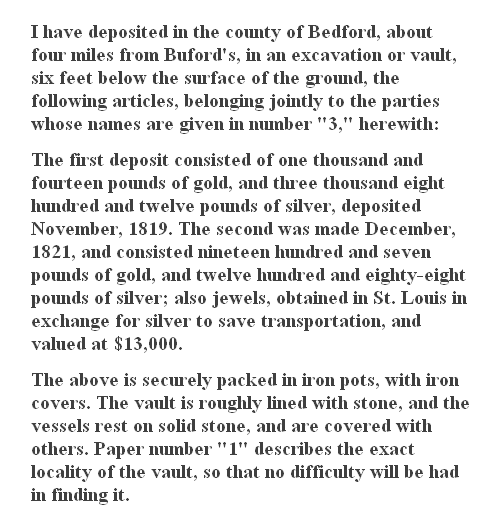 I have deposited in the county of Bedford, about
four miles from Buford's, in an excavation or vault,
six feet below the surface of the ground, the
following articles, belonging jointly to the parties
whose names are given in number "3," herewith:
The first deposit consisted of one thousand and
fourteen pounds of gold, and three thousand eight
hundred and twelve pounds of silver, deposited
November, 1819. The second was made December,
1821, and consisted nineteen hundred and seven
pounds of gold, and twelve hundred and eighty-eight
pounds of silver; also jewels, obtained in St. Louis in
exchange for silver to save transportation, and
valued at $13,000.
The above is securely packed in iron pots, with iron
covers. The vault is roughly lined with stone, and the
vessels rest on solid stone, and are covered with
others. Paper number "1" describes the exact
locality of the vault, so that no difficulty will be had
in finding it.